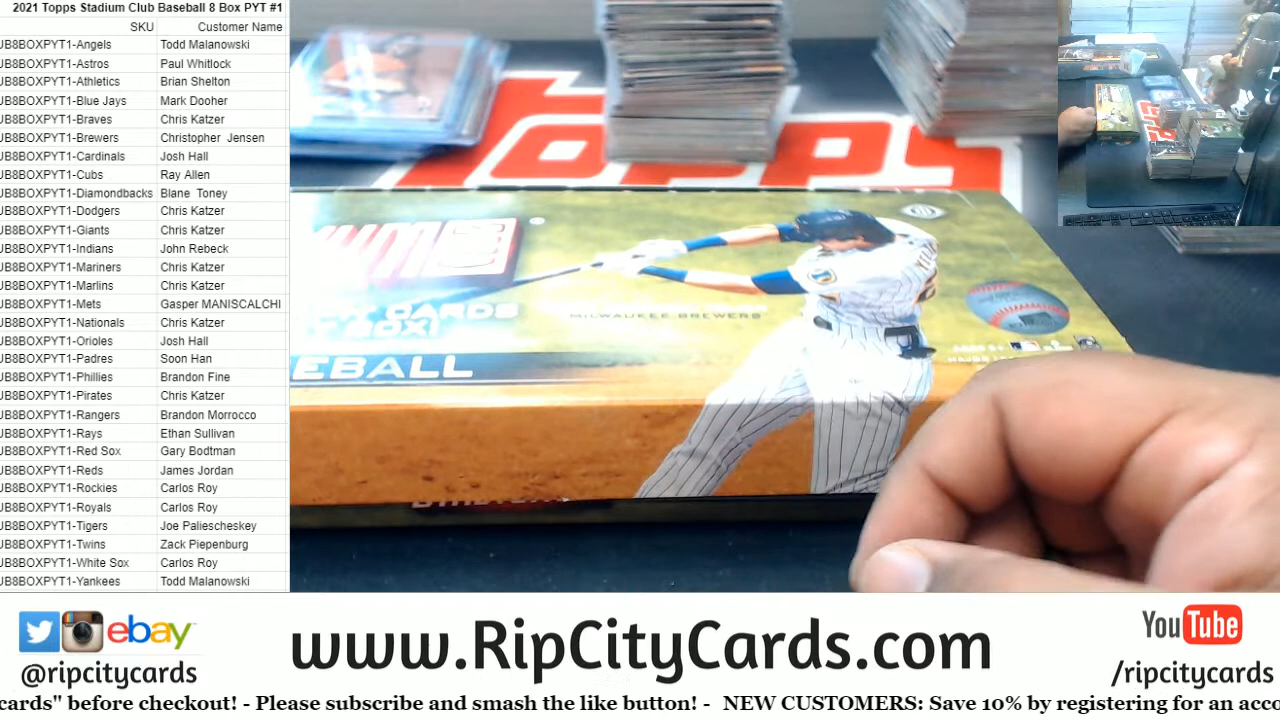 2021 Topps Stadium Club Baseball 8 Box PYT #1
SKU Customer Name
JB8BOXPYT1-Angels Todd Malanowski
JB8BOXPYT1-Astros Paul Whitlock
JB8BOXPYT1-Athletics Brian Shelton
JB8BOXPYT1-Blue Jays Mark Dooher
JB8BOXPYT1-Braves Chris Katzer
JB8BOXPYT1-Brewers Christopher Jensen
JB8BOXPYT1-Cardinals Josh Hall
JB8BOXPYT1-Cubs Ray Allen
JB8BOXPYT1-Diamondbacks Blane Toney
JB8BOXPYT1-Dodgers Chris Katzer
JB8BOXPYT1-Giants Chris Katzer
JB8BOXPYT1-Indians John Rebeck
JB8BOXPYT1-Mariners Chris Katzer
JB8BOXPYT1-Marlins Chris Katzer
JB8BOXPYT1-Mets Gasper MANISCALCHI
JB8BOXPYT1-Nationals Chris Katzer
JB8BOXPYT1-Orioles Josh Hall
JB8BOXPYT1-Padres Soon Han
JB8BOXPYT1-Phillies Brandon Fine
JB8BOXPYT1-Pirates Chris Katzer
JB8BOXPYT1-Rangers Brandon Morrocco
JB8BOXPYT1-Rays Ethan Sullivan
JB8BOXPYT1-Red Sox Gary Bodtman
JB8BOXPYT1-Reds James Jordan
JB8BOXPYT1-Rockies Carlos Roy
JB8BOXPYT1-Royals Carlos Roy
JB8BOXPYT1-Tigers Joe Paliescheskey
JB8BOXPYT1-Twins Zack Piepenburg
JB8BOXPYT1-White Sox Carlos Roy
JB8BOXPYT1-Yankees Todd Malanowski
Topps
CARDS
BOX)
EBALL
MILWAUKEE BREWERS
ebay
@ripcitycards
www.RipCityCards.com
YouTube
/ripcitycards
cards" before checkout! - Please subscribe and smash the like button! - NEW CUSTOMERS: Save 10% by registering for an acco